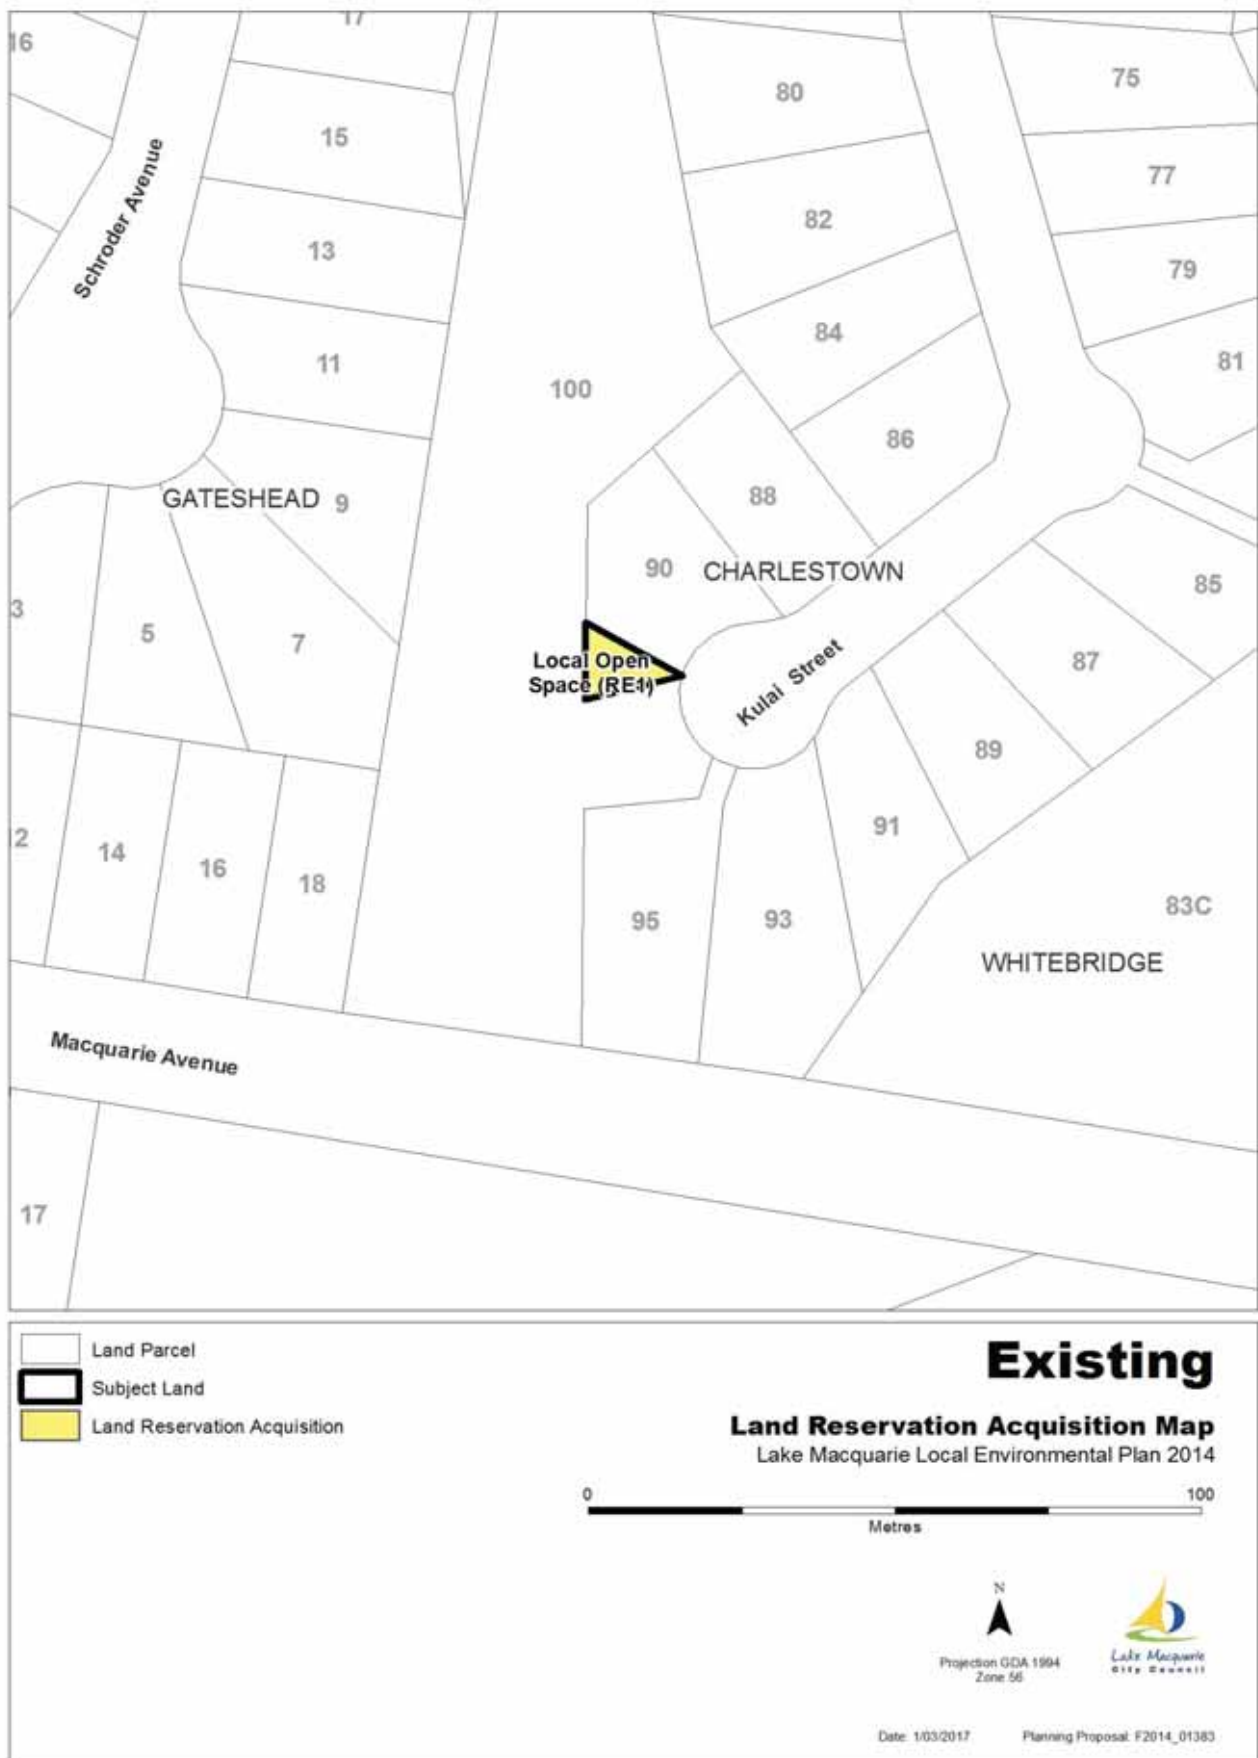 17
16
80
75
15
Schroder Avenue
77
82
13
79
84
11
81
100
86
GATESHEAD
9
88
90
CHARLESTOWN
85
3
5
7
Local Open
Space (RE1)
Kulai Street
87
89
91
12
14
16
18
95
93
83C
WHITEBRIDGE
Macquarie Avenue
17
Land Parcel
Subject Land
Land Reservation Acquisition
Existing
Land Reservation Acquisition Map
Lake Macquarie Local Environmental Plan 2014
0 100
Metres
N
Projection GDA 1994
Zone 56
Lake Macquarie
City Council
Date: 1/03/2017 Planning Proposal: F2014_01383